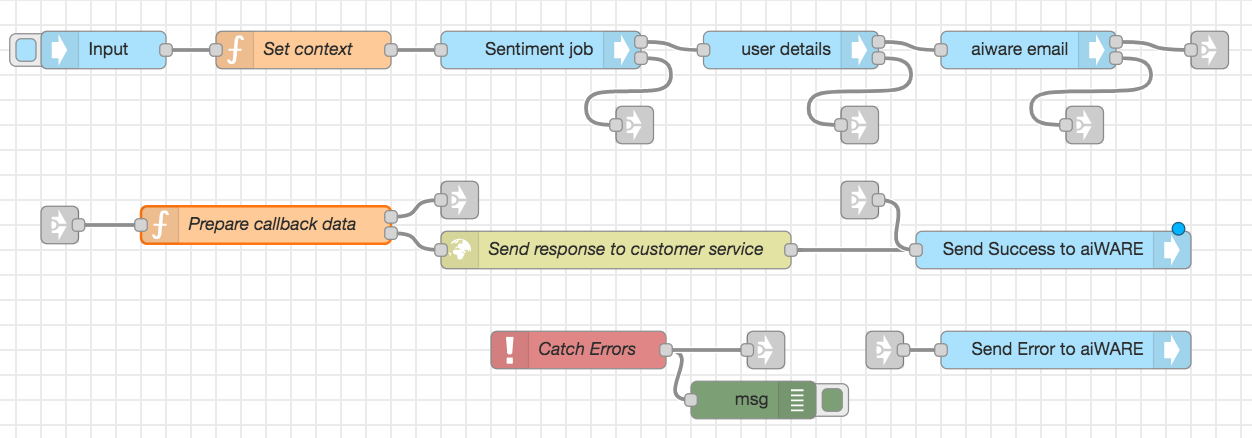 Input
Set context
Sentiment job
user details
aiware email
Prepare callback data
Send response to customer service
Send Success to aiWARE
Catch Errors
Send Error to aiWARE
msg